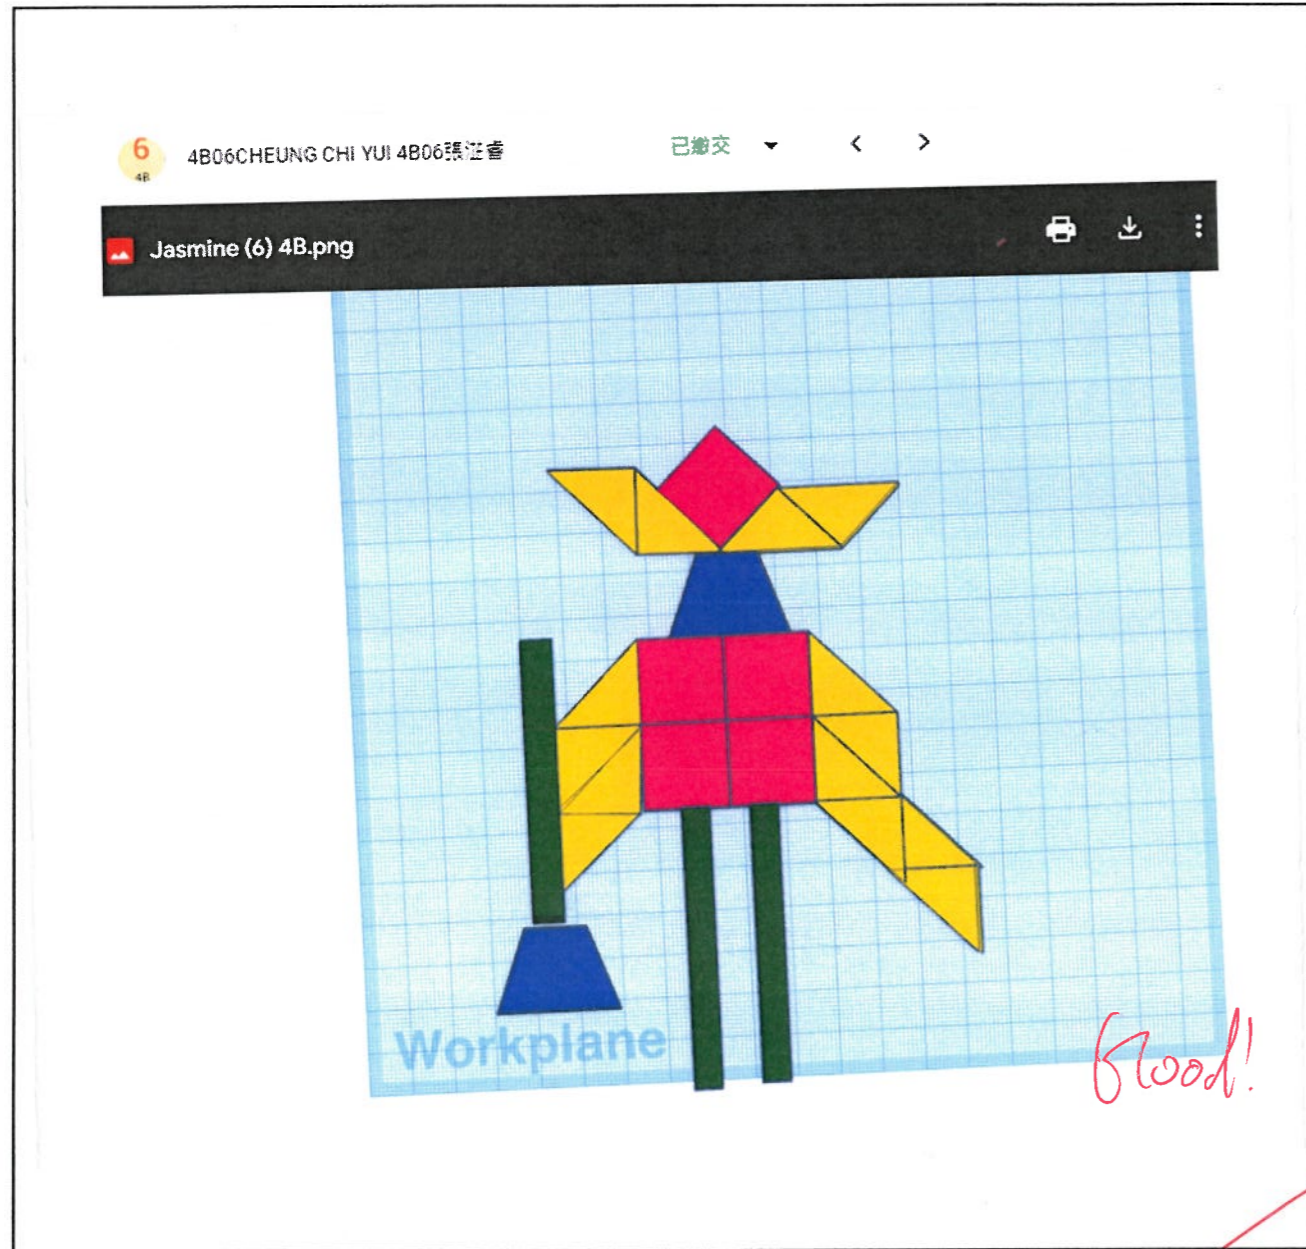 6
4B
4B06CHEUNG CHI YUI 4B06張
已繳交
Jasmine (6) 4B.png
Workplane
Good!